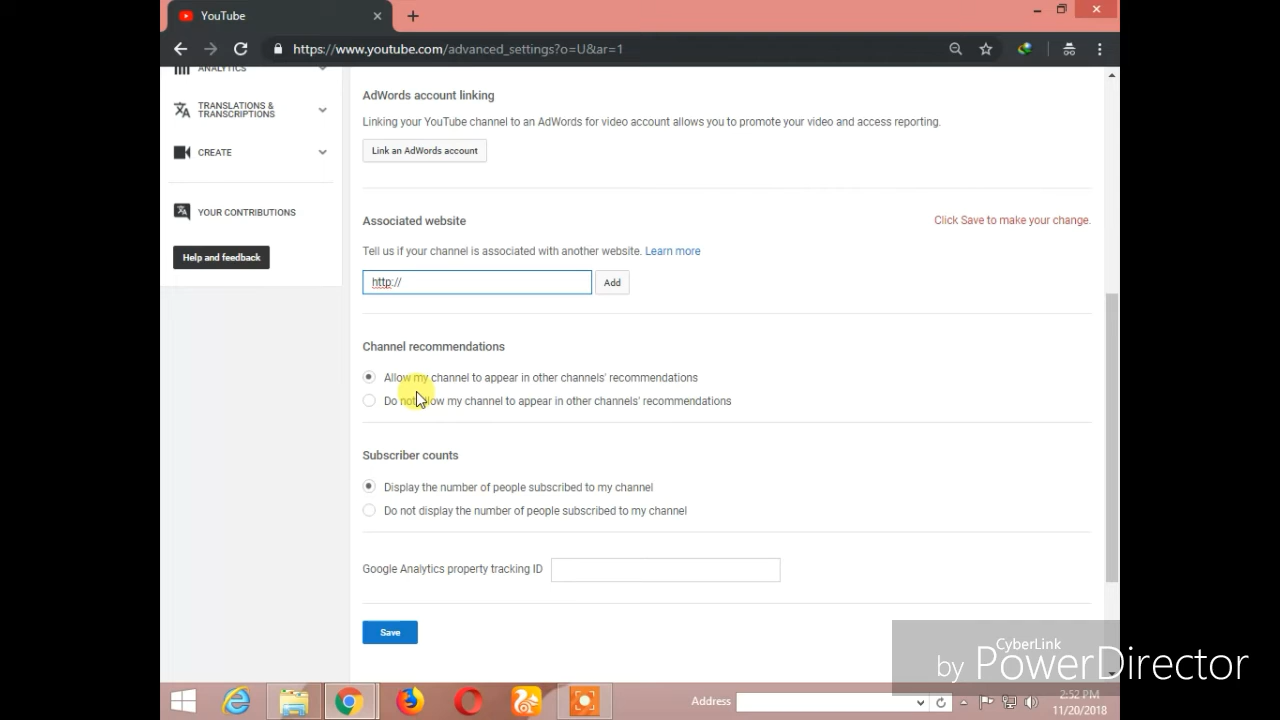 YouTube
https://www.youtube.com/advanced_settings?o=U&ar=1
ANALYTICS
TRANSLATIONS &
TRANSCRIPTIONS
CREATE
YOUR CONTRIBUTIONS
Help and feedback
AdWords account linking
Linking your YouTube channel to an AdWords for video account allows you to promote your video and access reporting.
Link an AdWords account
Associated website
Click Save to make your change.
Tell us if your channel is associated with another website. Learn more
http://
Add
Channel recommendations
Allow my channel to appear in other channels' recommendations
Do not allow my channel to appear in other channels' recommendations
Subscriber counts
Display the number of people subscribed to my channel
Do not display the number of people subscribed to my channel
Google Analytics property tracking ID
Save
CyberLink
by PowerDirector
Address
2:52 PM
11/20/2018